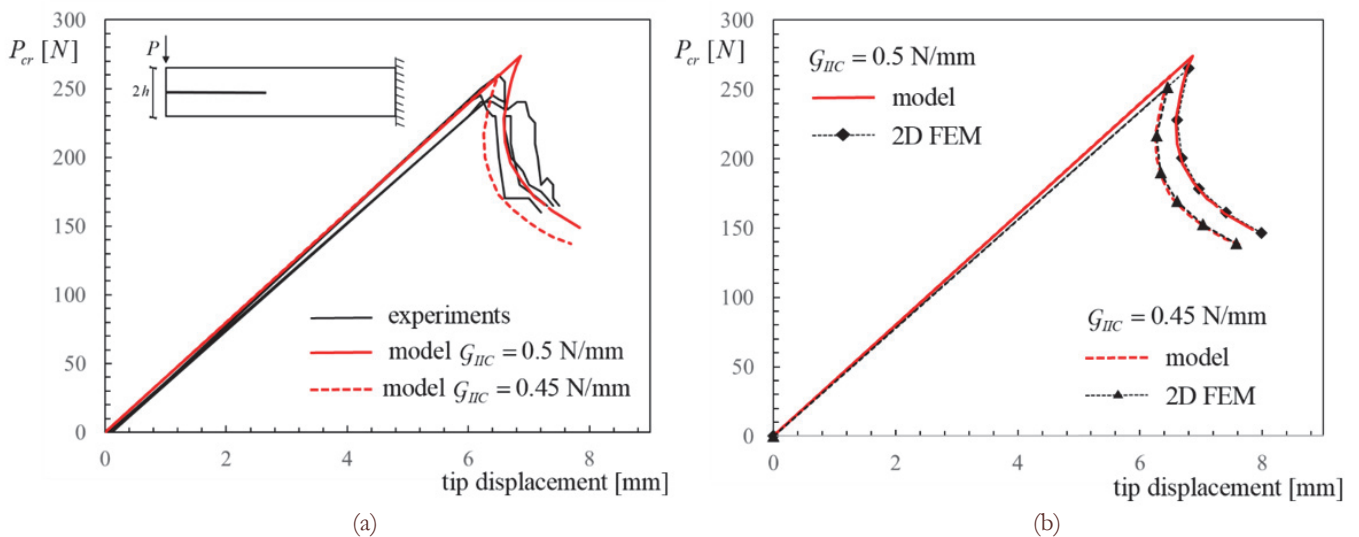 300
P_cr [N]
250
200
150
100
50
0
0 2 4 6 8
tip displacement [mm]
P
2h
experiments
model G_IIC = 0.5 N/mm
model G_IIC = 0.45 N/mm
(a)
300
P_cr [N]
250
200
150
100
50
0
0 2 4 6 8
tip displacement [mm]
G_IIC = 0.5 N/mm
model
2D FEM
G_IIC = 0.45 N/mm
model
2D FEM
(b)